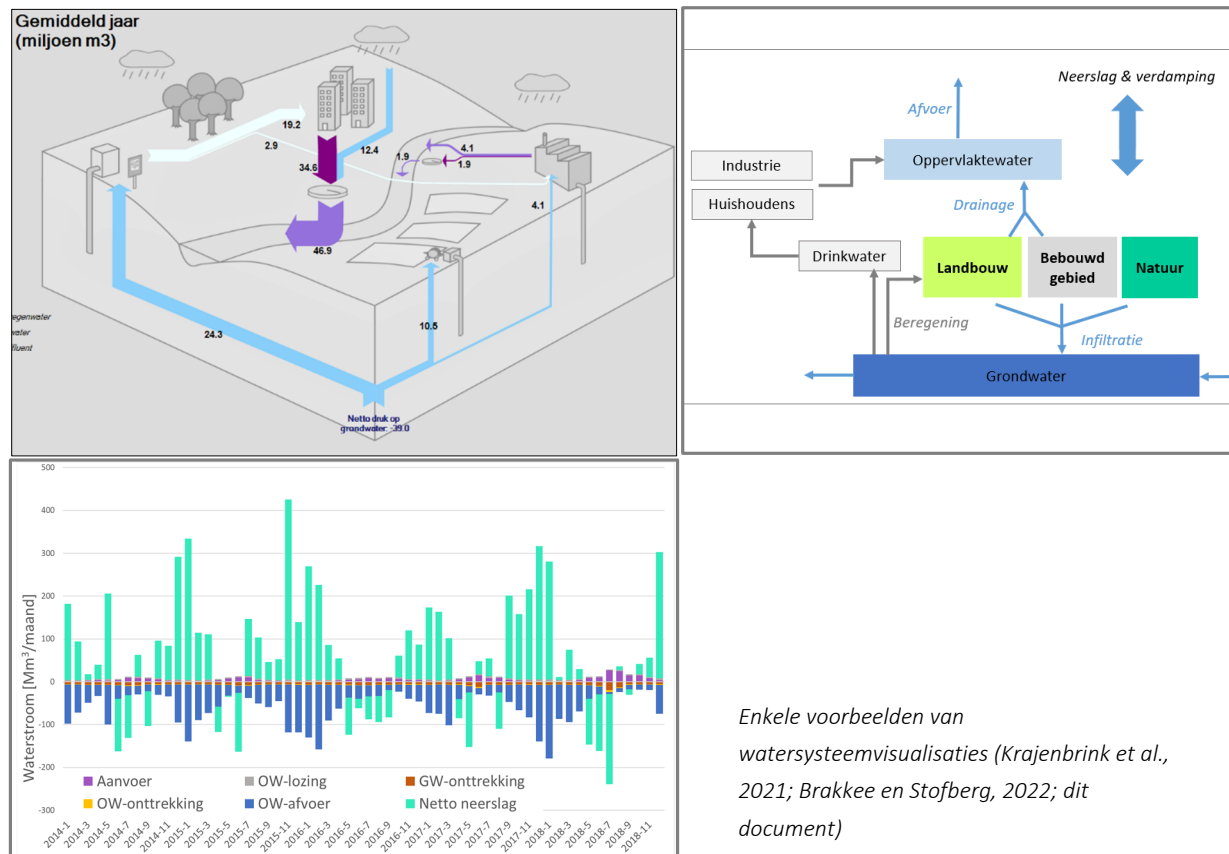 Gemiddeld jaar
(miljoen m3)
19.2
2.9
34.6
12.4
1.9
4.1
1.9
4.1
46.9
10.5
24.3
egenwater
vater
fluent
Netto druk op
grondwater: -39.0
Neerslag & verdamping
Afvoer
Industrie
Oppervlaktewater
Huishoudens
Drainage
Drinkwater
Landbouw
Bebouwd
gebied
Natuur
Beregening
Infiltratie
Grondwater
Waterstroom [Mm³/maand]
500
400
300
200
100
0
-100
-200
-300
Aanvoer
OW-lozing
GW-onttrekking
OW-onttrekking
OW-afvoer
Netto neerslag
2014-1
2014-3
2014-5
2014-7
2014-9
2014-11
2015-1
2015-3
2015-5
2015-7
2015-9
2015-11
2016-1
2016-3
2016-5
2016-7
2016-9
2016-11
2017-1
2017-3
2017-5
2017-7
2017-9
2017-11
2018-1
2018-3
2018-5
2018-7
2018-9
2018-11
Enkele voorbeelden van
watersysteemvisualisaties (Krajenbrink et al.,
2021; Brakkee en Stofberg, 2022; dit
document)